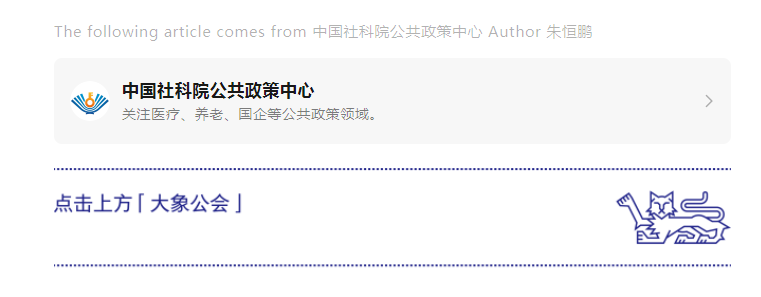 The following article comes from 中国社科院公共政策中心 Author 朱恒鹏
中国社科院公共政策中心
关注医疗、养老、国企等公共政策领域。
点击上方「大象公会」